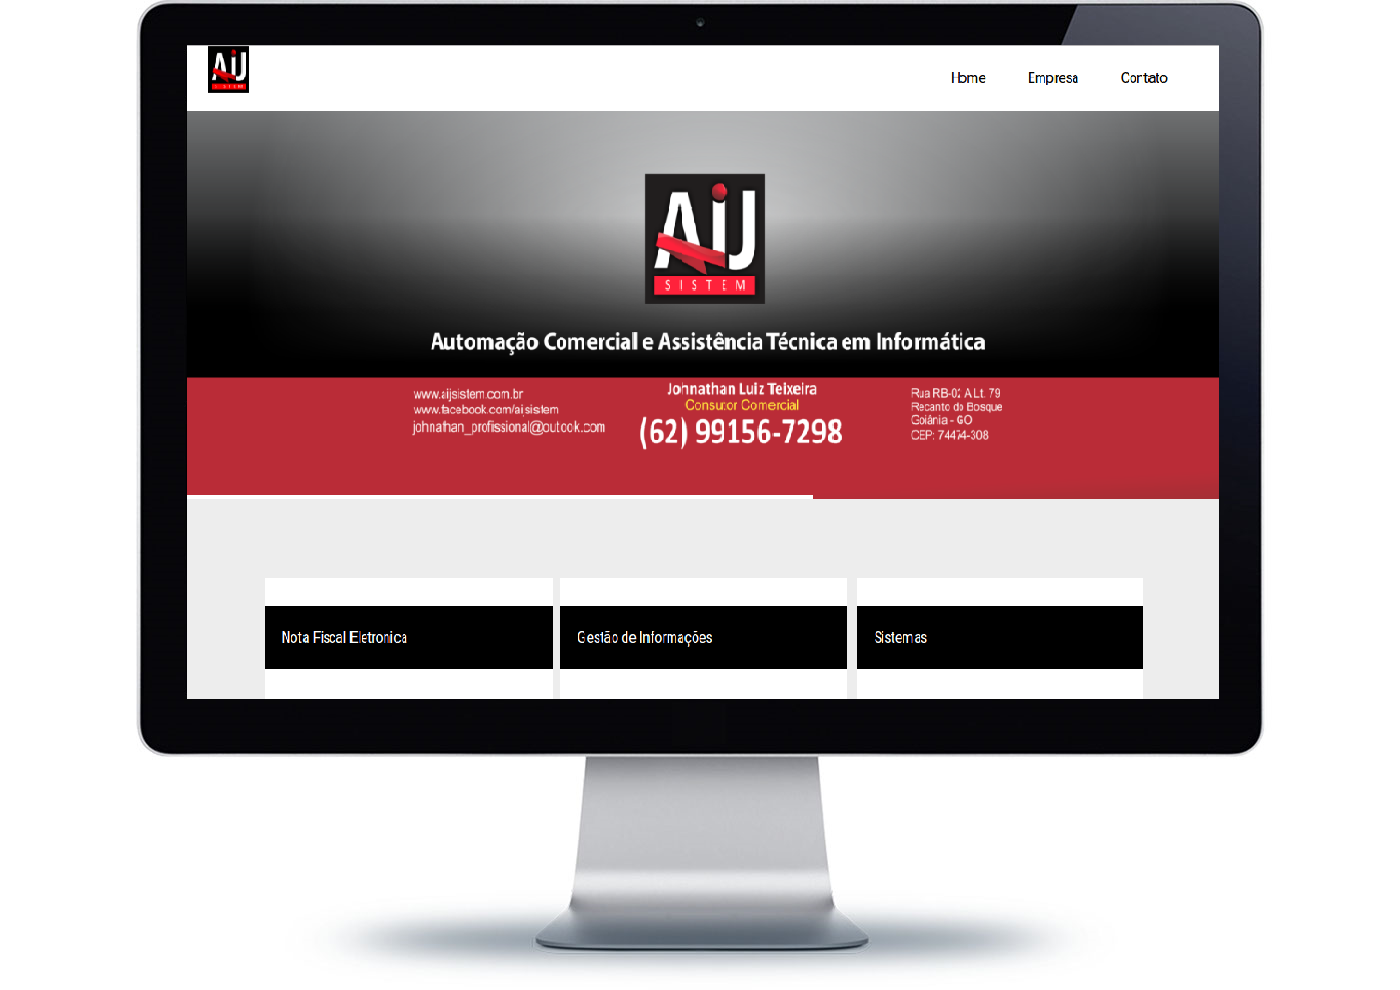 AiJ
SISTEM
Home
Empresa
Contato
AiJ
SISTEM
Automação Comercial e Assistência Técnica em Informática
www.aijsistem.com.br
www.facebook.com/aijsistem
johnathan_profissional@outook.com
Johnathan Luiz Teixeira
Consutor Comercial
(62) 99156-7298
Rua RB-02 A Lt. 79
Recanto do Bosque
Goiânia - GO
CEP: 74474-308
Nota Fiscal Eletronica
Gestão de Informações
Sistemas